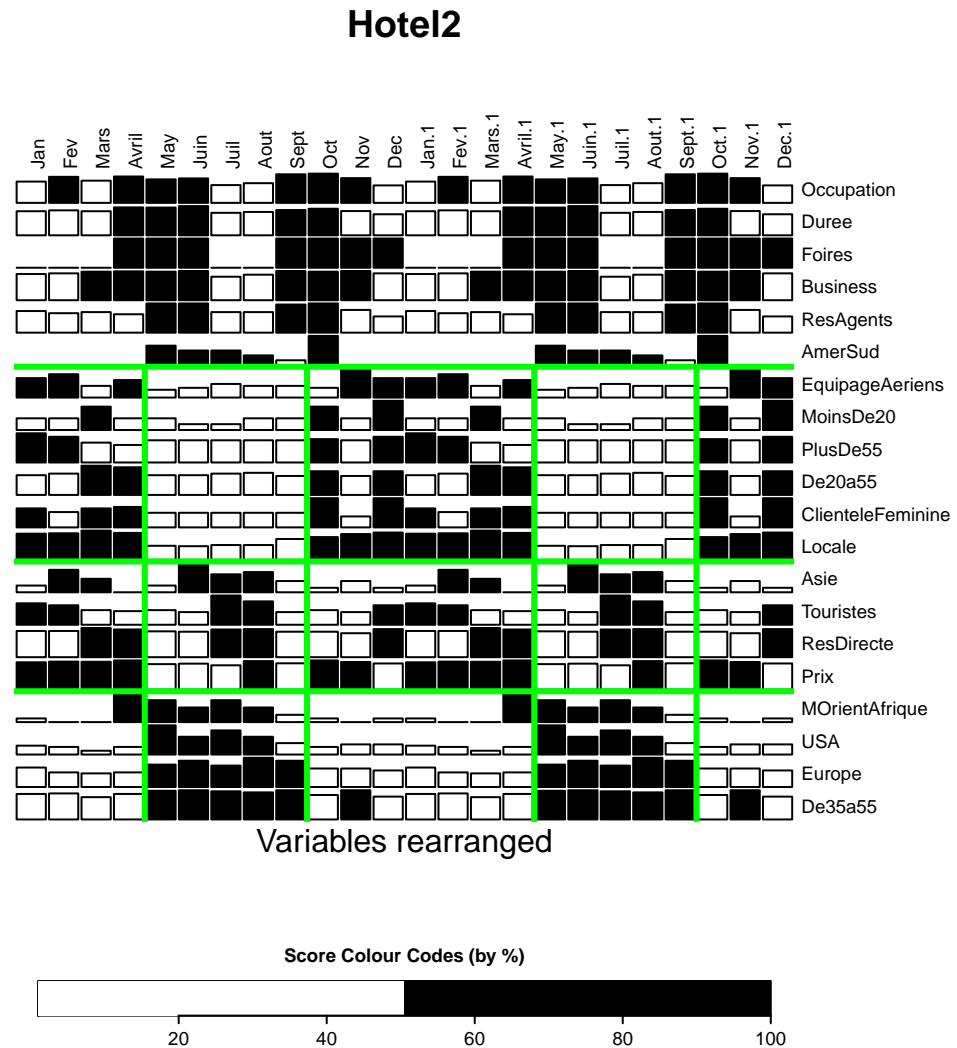 Hotel2
Jan Fev Mars Avril May Juin Juil Aout Sept Oct Nov Dec Jan.1 Fev.1 Mars.1 Avril.1 May.1 Juin.1 Juil.1 Aout.1 Sept.1 Oct.1 Nov.1 Dec.1
Occupation
Duree
Foires
Business
ResAgents
AmerSud
EquipageAeriens
MoinsDe20
PlusDe55
De20a55
ClienteleFeminine
Locale
Asie
Touristes
ResDirecte
Prix
MOrientAfrique
USA
Europe
De35a55
Variables rearranged
Score Colour Codes (by %)
20 40 60 80 100